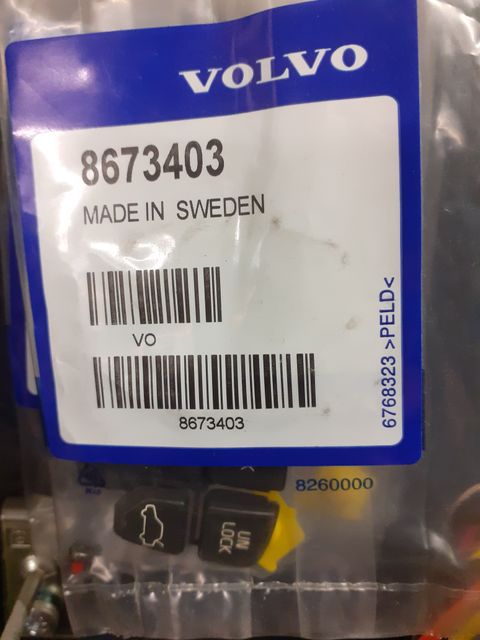 VOLVO
8673403
MADE IN SWEDEN
VO
8673403
6768323 >PELD<
8260000
UN
LOCK